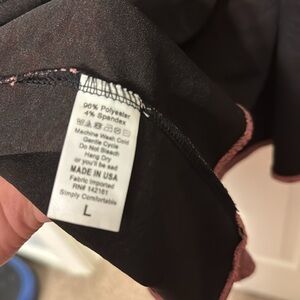 96% Polyester
4% Spandex
Machine Wash Cold
Gentle Cycle
Do Not Bleach
Hang Dry
or you'll be sad
MADE IN USA
Fabric Imported
RN# 142161
Simply Comfortable
L